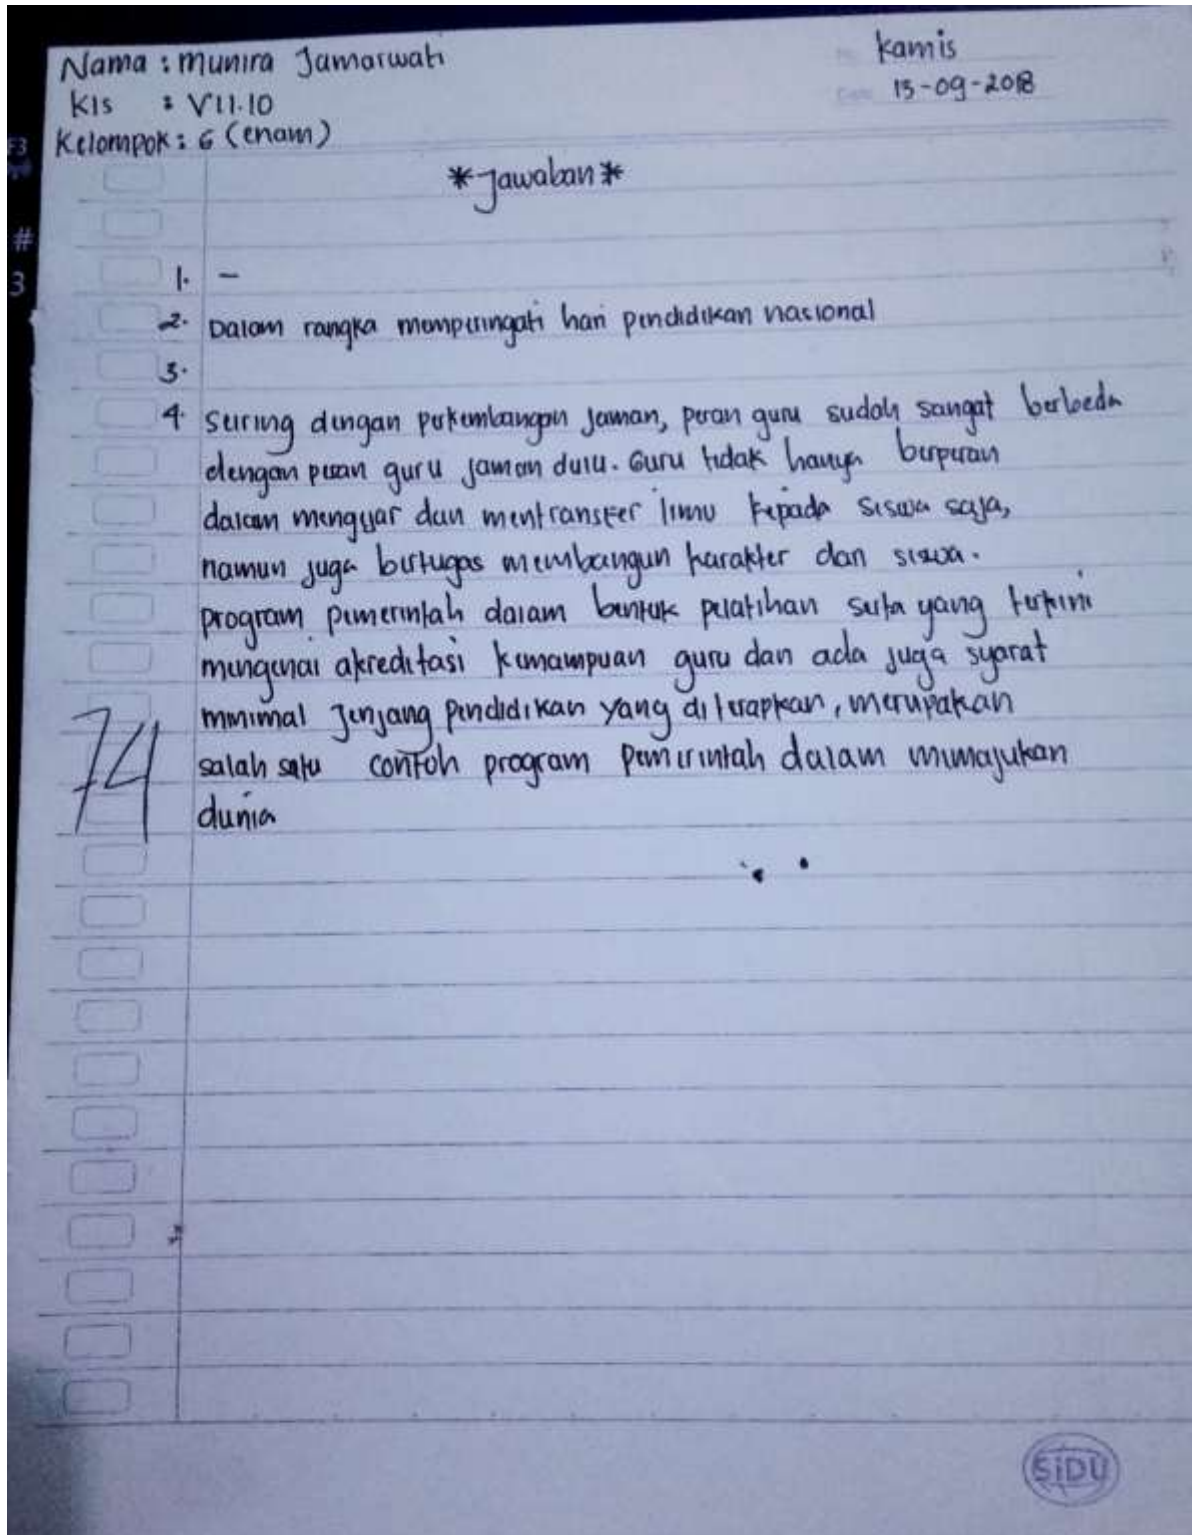 Nama : Munira Jamarwati
Kamis
Kls : VII.10
13-09-2018
Kelompok : 6 (enam)
*Jawaban*
1. -
2. Dalam rangka memperingati hari pendidikan nasional
3.
4. Seiring dengan perkembangan jaman, peran guru sudah sangat berbeda
dengan peran guru jaman dulu. Guru tidak hanya berperan
dalam mengajar dan mentransfer ilmu kepada siswa saja,
namun juga bertugas membangun karakter dan siswa.
program pemerintah dalam bentuk pelatihan serta yang terkini
mengenai akreditasi kemampuan guru dan ada juga syarat
minimal Jenjang Pendidikan yang diterapkan, merupakan
salah satu contoh program Pemerintah dalam memajukan
dunia
74
SiDU